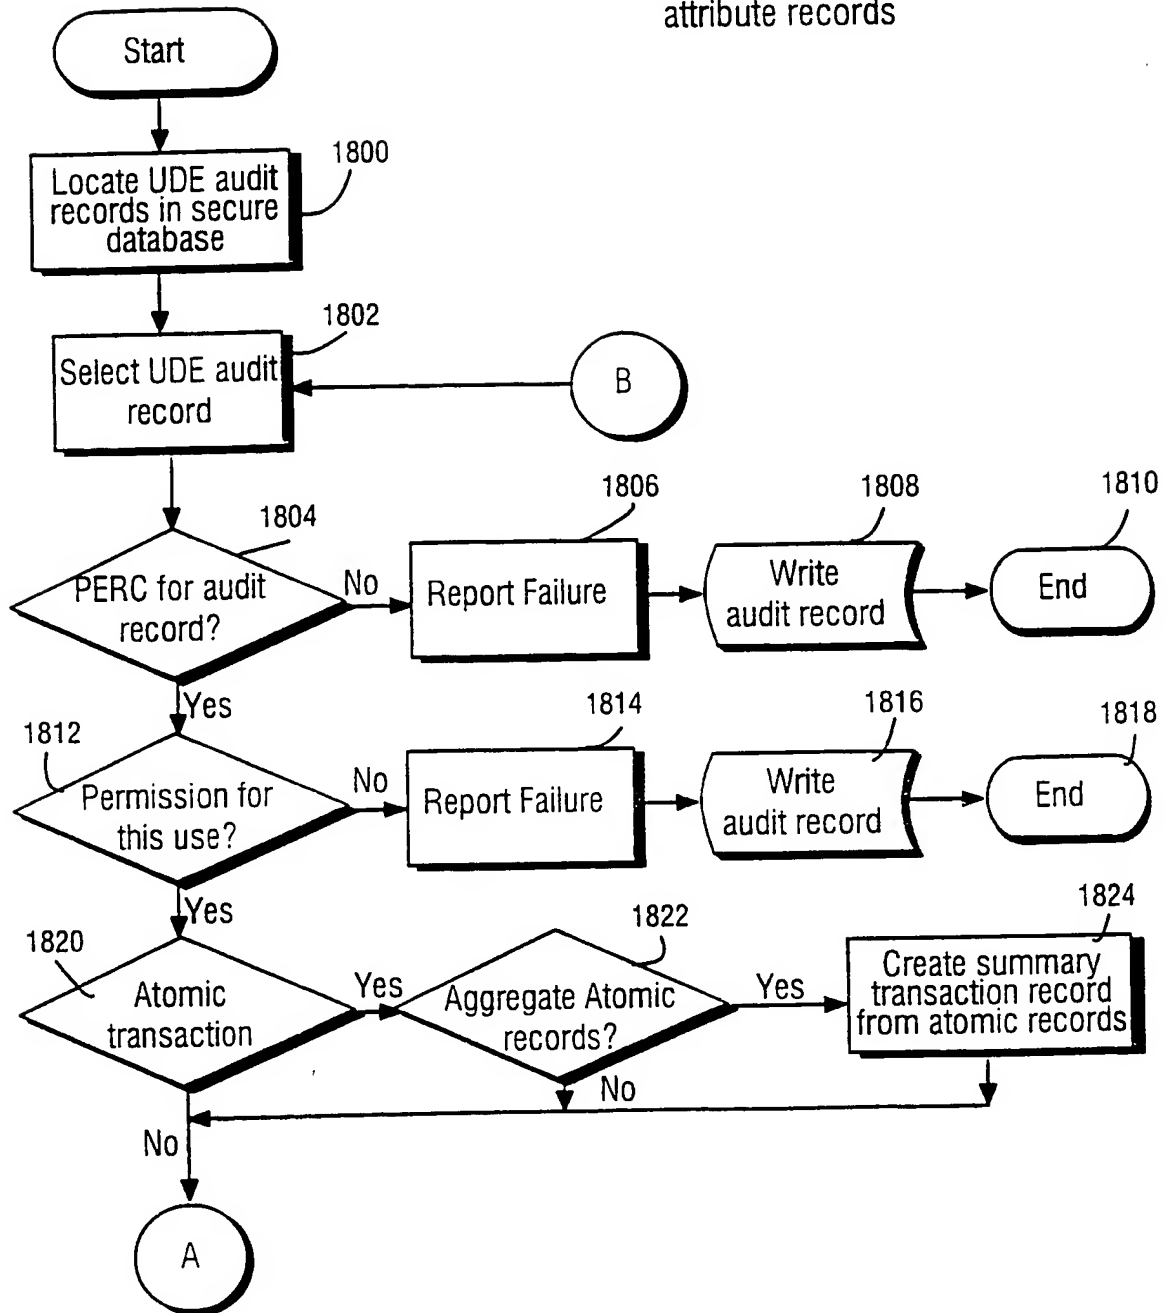 attribute records
Start
1800
Locate UDE audit
records in secure
database
1802
Select UDE audit
record
B
1804
PERC for audit
record?
No
1806
Report Failure
1808
Write
audit record
1810
End
Yes
1812
Permission for
this use?
No
1814
Report Failure
1816
Write
audit record
1818
End
Yes
1820
Atomic
transaction
Yes
1822
Aggregate Atomic
records?
Yes
1824
Create summary
transaction record
from atomic records
No
No
A